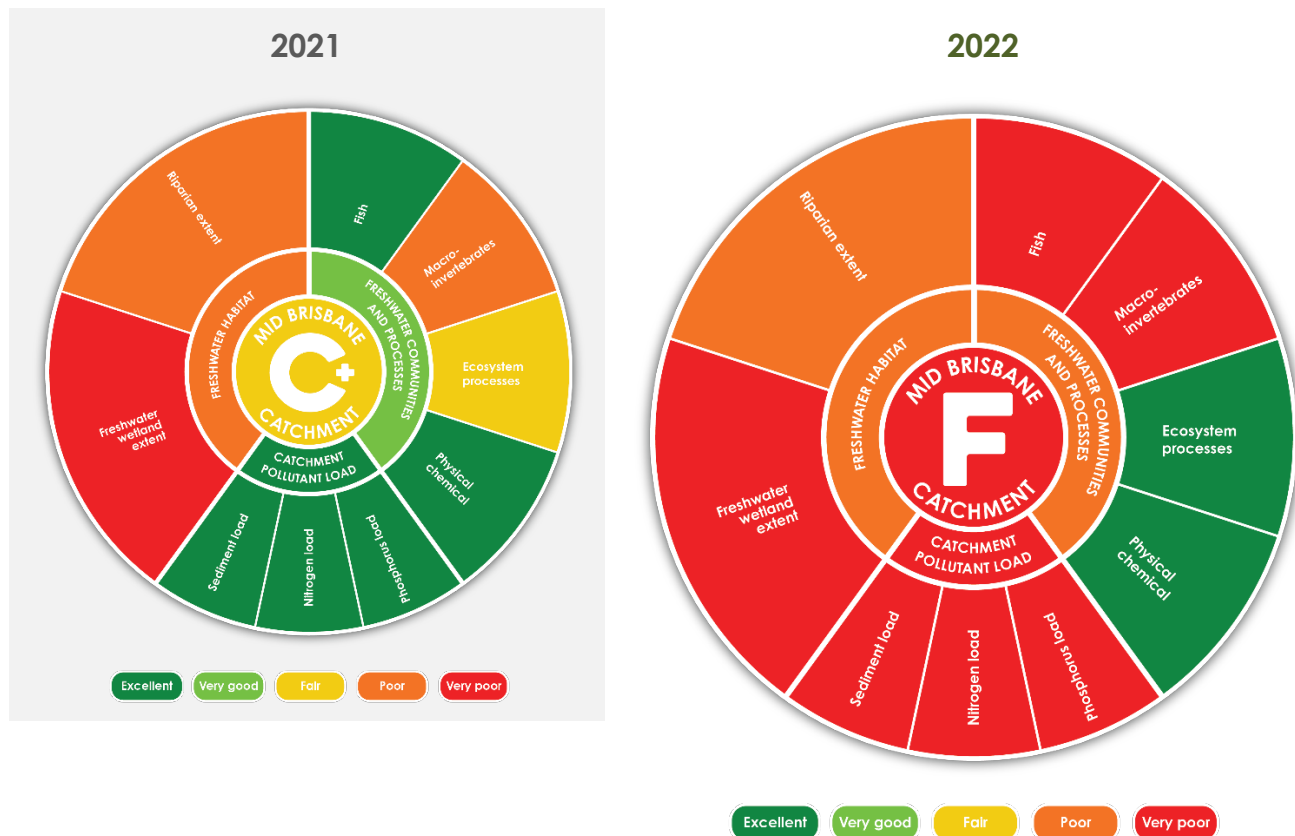 2021
Riparian extent
Fish
Macro-
invertebrates
Ecosystem
processes
Physical
chemical
Phosphorus load
Nitrogen load
Sediment load
Freshwater
wetland
extent
FRESHWATER HABITAT
FRESHWATER COMMUNITIES
AND PROCESSES
CATCHMENT
POLLUTANT LOAD
MID BRISBANE
C+
CATCHMENT
Excellent
Very good
Fair
Poor
Very poor
2022
Riparian extent
Fish
Macro-
invertebrates
Ecosystem
processes
Physical
chemical
Phosphorus load
Nitrogen load
Sediment load
Freshwater
wetland
extent
FRESHWATER HABITAT
FRESHWATER COMMUNITIES
AND PROCESSES
CATCHMENT
POLLUTANT LOAD
MID BRISBANE
F
CATCHMENT
Excellent
Very good
Fair
Poor
Very poor